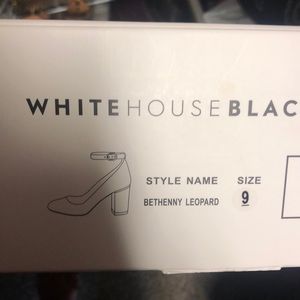 WHITEHOUSEBLAC
STYLE NAME SIZE
BETHENNY LEOPARD 9